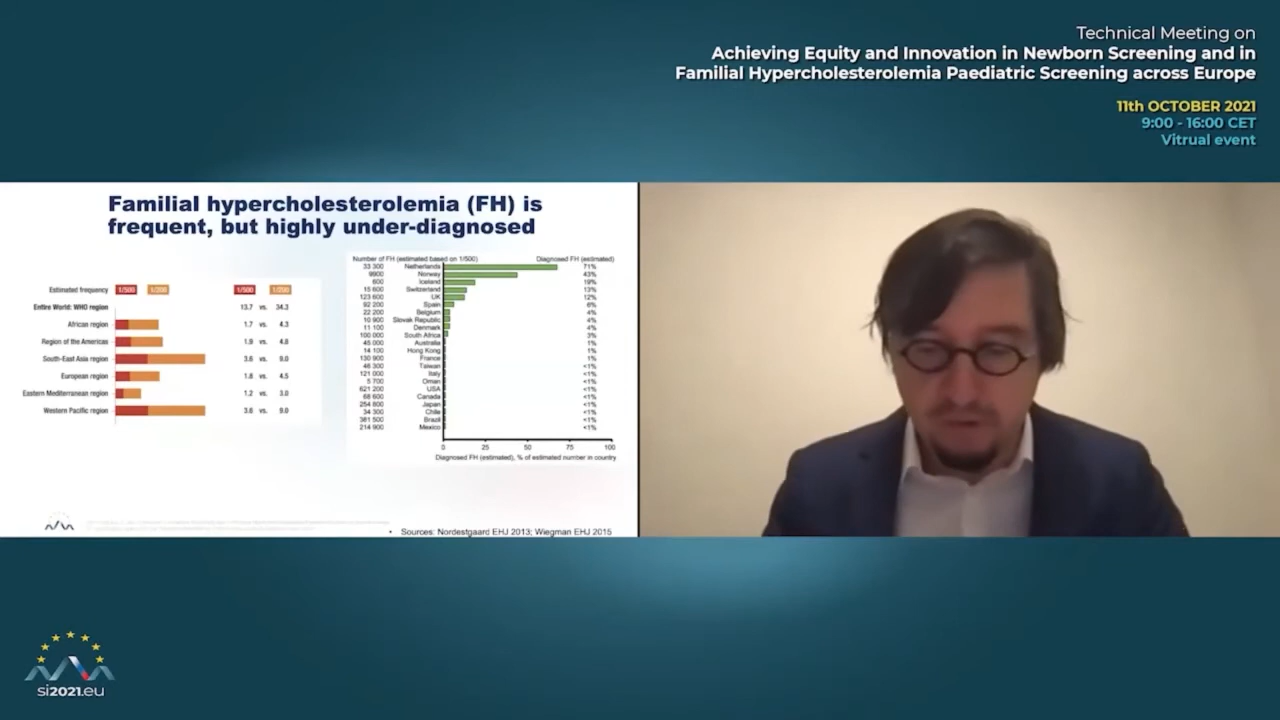 Technical Meeting on
Achieving Equity and Innovation in Newborn Screening and in
Familial Hypercholesterolemia Paediatric Screening across Europe
11th OCTOBER 2021
9:00 - 16:00 CET
Vitrual event
Familial hypercholesterolemia (FH) is
frequent, but highly under-diagnosed
Estimated frequency 1/500 1/200 1/500 1/200
Entire World: WHO region 13.7 vs. 34.3
African region 1.7 vs. 4.3
Region of the Americas 1.9 vs. 4.8
South-East Asia region 3.6 vs. 9.0
European region 1.8 vs. 4.5
Eastern Mediterranean region 1.2 vs. 3.0
Western Pacific region 3.6 vs. 9.0
Number of FH (estimated based on 1/500) Diagnosed FH (estimated)
33 300 Netherlands 71%
9900 Norway 43%
600 Iceland 19%
15 600 Switzerland 13%
123 600 UK 12%
92 200 Spain 6%
22 200 Belgium 4%
10 900 Slovak Republic 4%
11 100 Denmark 4%
100 000 South Africa 3%
45 000 Australia 1%
14 100 Hong Kong 1%
130 900 France 1%
46 300 Taiwan <1%
121 000 Italy <1%
5 700 Oman <1%
621 200 USA <1%
68 600 Canada <1%
254 800 Japan <1%
34 300 Chile <1%
381 500 Brazil <1%
214 900 Mexico <1%
0 25 50 75 100
Diagnosed FH (estimated), % of estimated number in country
• Sources: Nordestgaard EHJ 2013; Wiegman EHJ 2015
si2021.eu